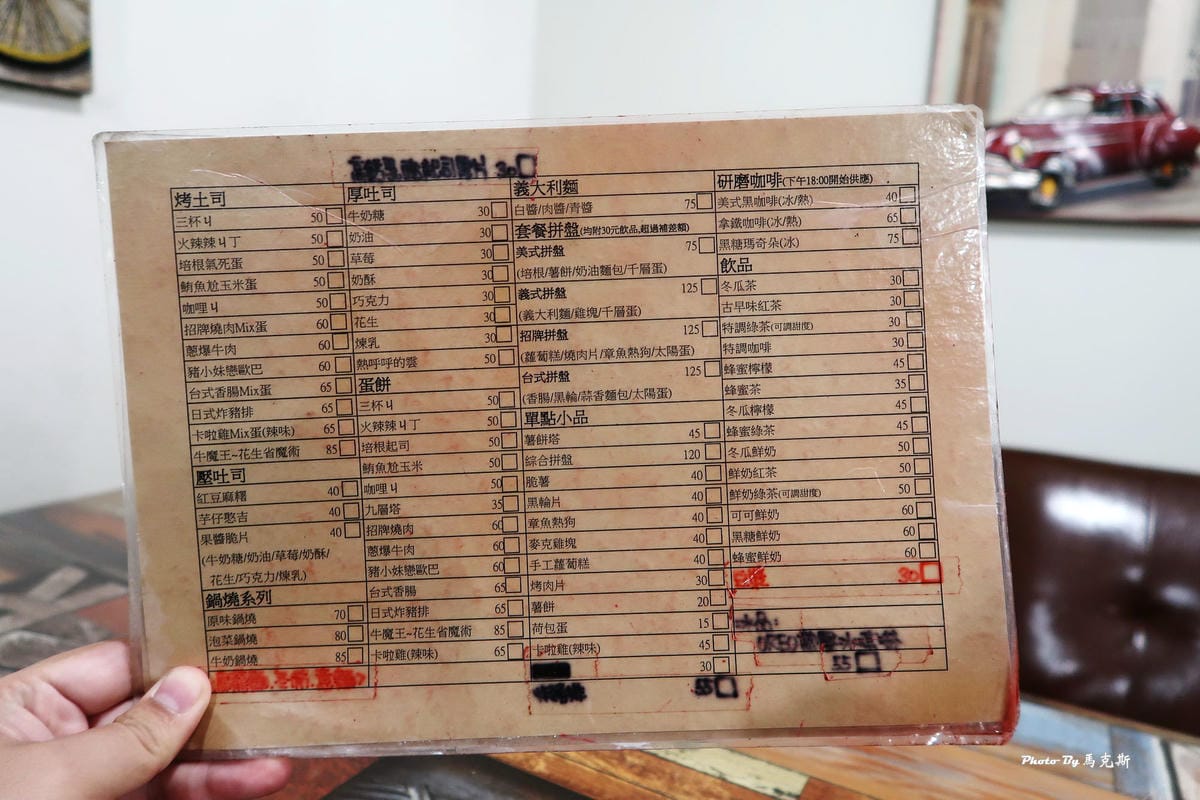 30
烤土司
三杯ㄐ 50
火辣辣ㄐ丁 50
培根氣死蛋 50
鮪魚尬玉米蛋 50
咖哩ㄐ 50
招牌燒肉Mix蛋 60
蔥爆牛肉 60
豬小妹戀歐巴 60
台式香腸Mix蛋 65
日式炸豬排 65
卡啦雞Mix蛋(辣味) 65
牛魔王~花生省魔術 85
壓吐司
紅豆麻糬 40
芋仔憨吉 40
果醬脆片 40
(牛奶糖/奶油/草莓/奶酥/
花生/巧克力/煉乳)
鍋燒系列
原味鍋燒 70
泡菜鍋燒 80
牛奶鍋燒 85
厚吐司
牛奶糖 30
奶油 30
草莓 30
奶酥 30
巧克力 30
花生 30
煉乳 30
熱呼呼的雲 50
蛋餅
三杯ㄐ 50
火辣辣ㄐ丁 50
培根起司 50
鮪魚尬玉米 50
咖哩ㄐ 50
九層塔 35
招牌燒肉 60
蔥爆牛肉 60
豬小妹戀歐巴 60
台式香腸 65
日式炸豬排 65
牛魔王~花生省魔術 85
卡啦雞(辣味) 65
義大利麵
白醬/肉醬/青醬 75
套餐拼盤(均附30元飲品,超過補差額)
美式拼盤 75
(培根/薯餅/奶油麵包/千層蛋)
義式拼盤 125
(義大利麵/雞塊/千層蛋)
招牌拼盤 125
(蘿蔔糕/燒肉片/章魚熱狗/太陽蛋)
台式拼盤 125
(香腸/黑輪/蒜香麵包/太陽蛋)
單點小品
薯餅塔 45
綜合拼盤 120
脆薯 40
黑輪片 40
章魚熱狗 40
麥克雞塊 40
手工蘿蔔糕 40
烤肉片 30
薯餅 20
荷包蛋 15
卡啦雞(辣味) 45
30
55
研磨咖啡(下午18:00開始供應)
美式黑咖啡(冰/熱) 40
拿鐵咖啡(冰/熱) 65
黑糖瑪奇朵(冰) 75
飲品
冬瓜茶 30
古早味紅茶 30
特調綠茶(可調甜度) 30
特調咖啡 30
蜂蜜檸檬 45
蜂蜜茶 35
冬瓜檸檬 45
蜂蜜綠茶 45
冬瓜鮮奶 50
鮮奶紅茶 50
鮮奶綠茶(可調甜度) 50
可可鮮奶 60
黑糖鮮奶 60
蜂蜜鮮奶 60
30
55
Photo By 馬克斯